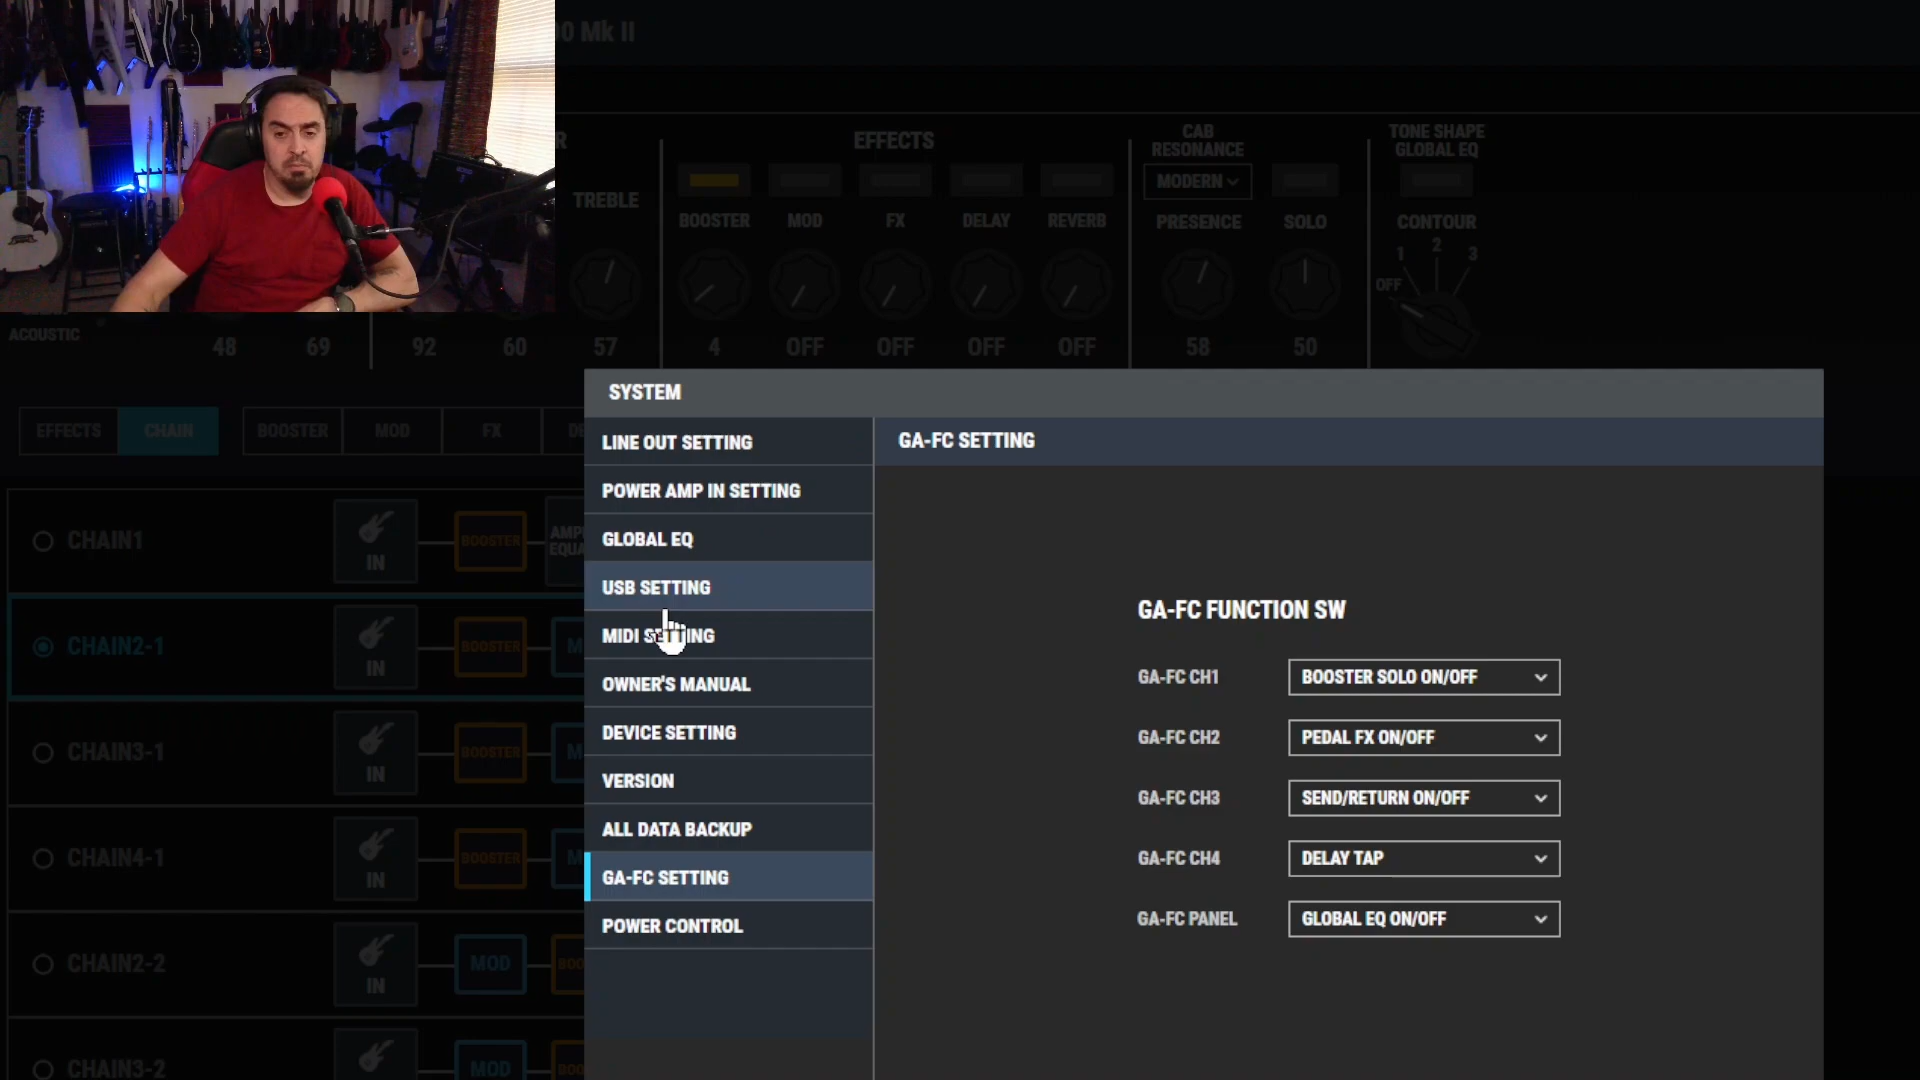 0 Mk II
R
EFFECTS
CAB
RESONANCE
TONE SHAPE
GLOBAL EQ
MODERN
TREBLE
BOOSTER
MOD
FX
DELAY
REVERB
PRESENCE
SOLO
CONTOUR
1
2
3
OFF
ACOUSTIC
48
69
92
60
57
4
OFF
OFF
OFF
OFF
58
50
SYSTEM
EFFECTS
CHAIN
BOOSTER
MOD
FX
DE
LINE OUT SETTING
GA-FC SETTING
POWER AMP IN SETTING
GLOBAL EQ
USB SETTING
MIDI SETTING
OWNER'S MANUAL
DEVICE SETTING
VERSION
ALL DATA BACKUP
GA-FC SETTING
POWER CONTROL
GA-FC FUNCTION SW
GA-FC CH1
BOOSTER SOLO ON/OFF
GA-FC CH2
PEDAL FX ON/OFF
GA-FC CH3
SEND/RETURN ON/OFF
GA-FC CH4
DELAY TAP
GA-FC PANEL
GLOBAL EQ ON/OFF
CHAIN1
IN
BOOSTER
AMP
EQUA
CHAIN2-1
IN
BOOSTER
M
CHAIN3-1
IN
BOOSTER
M
CHAIN4-1
IN
BOOSTER
M
CHAIN2-2
IN
MOD
BOO
CHAIN3-2
MOD
BOO